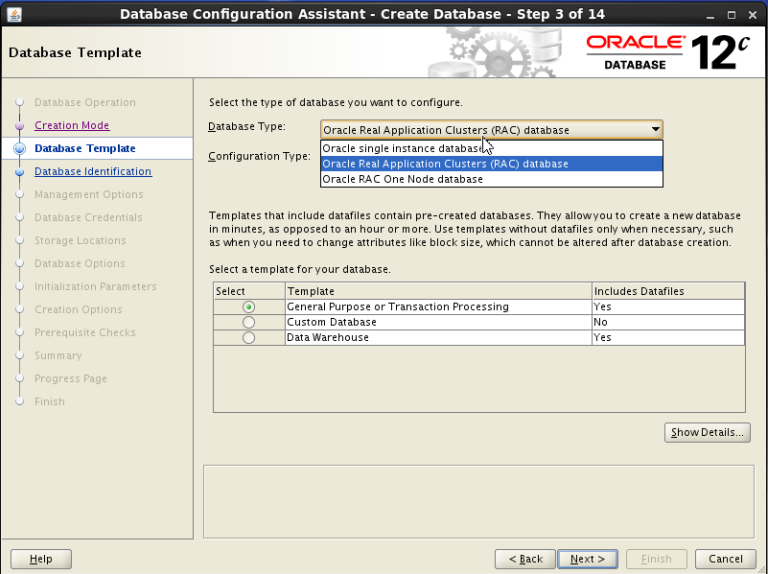 Database Configuration Assistant - Create Database - Step 3 of 14
Database Template
ORACLE
DATABASE
12c
Database Operation
Creation Mode
Database Template
Database Identification
Management Options
Database Credentials
Storage Locations
Database Options
Initialization Parameters
Creation Options
Prerequisite Checks
Summary
Progress Page
Finish
Select the type of database you want to configure.
Database Type:
Oracle Real Application Clusters (RAC) database
Configuration Type:
Oracle single instance database
Oracle Real Application Clusters (RAC) database
Oracle RAC One Node database
Templates that include datafiles contain pre-created databases. They allow you to create a new database
in minutes, as opposed to an hour or more. Use templates without datafiles only when necessary, such
as when you need to change attributes like block size, which cannot be altered after database creation.
Select a template for your database.
Select Template Includes Datafiles
General Purpose or Transaction Processing Yes
Custom Database No
Data Warehouse Yes
Show Details...
Help
< Back
Next >
Finish
Cancel